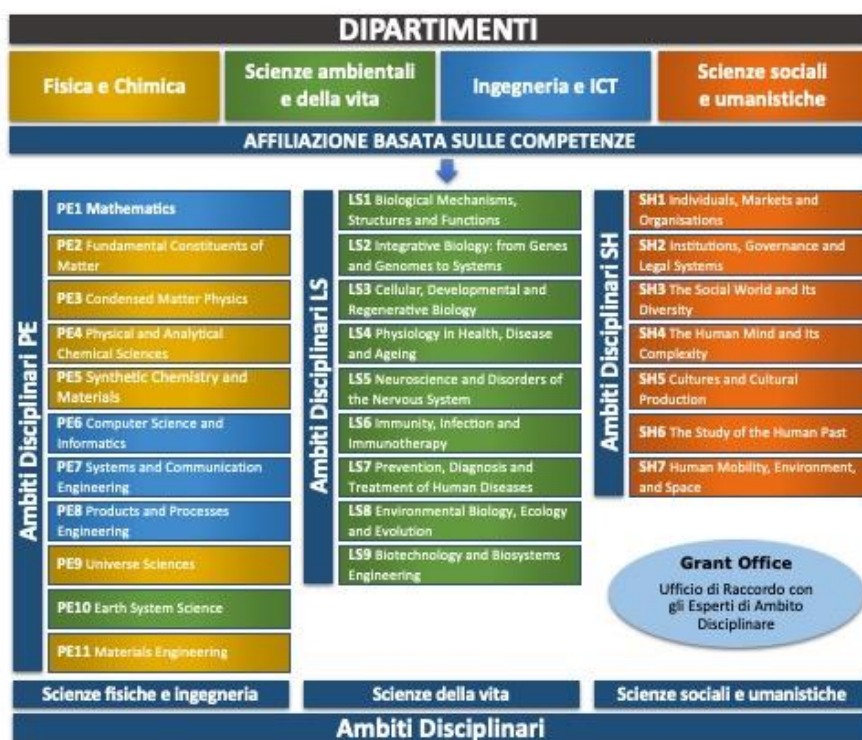 DIPARTIMENTI
Fisica e Chimica
Scienze ambientali
e della vita
Ingegneria e ICT
Scienze sociali
e umanistiche
AFFILIAZIONE BASATA SULLE COMPETENZE
Ambiti Disciplinari PE
PE1 Mathematics
PE2 Fundamental Constituents of
Matter
PE3 Condensed Matter Physics
PE4 Physical and Analytical
Chemical Sciences
PE5 Synthetic Chemistry and
Materials
PE6 Computer Science and
Informatics
PE7 Systems and Communication
Engineering
PE8 Products and Processes
Engineering
PE9 Universe Sciences
PE10 Earth System Science
PE11 Materials Engineering
Scienze fisiche e ingegneria
Ambiti Disciplinari LS
LS1 Biological Mechanisms,
Structures and Functions
LS2 Integrative Biology: from Genes
and Genomes to Systems
LS3 Cellular, Developmental and
Regenerative Biology
LS4 Physiology in Health, Disease
and Ageing
LS5 Neuroscience and Disorders of
the Nervous System
LS6 Immunity, Infection and
Immunotherapy
LS7 Prevention, Diagnosis and
Treatment of Human Diseases
LS8 Environmental Biology, Ecology
and Evolution
LS9 Biotechnology and Biosystems
Engineering
Scienze della vita
Ambiti Disciplinari SH
SH1 Individuals, Markets and
Organisations
SH2 Institutions, Governance and
Legal Systems
SH3 The Social World and Its
Diversity
SH4 The Human Mind and Its
Complexity
SH5 Cultures and Cultural
Production
SH6 The Study of the Human Past
SH7 Human Mobility, Environment,
and Space
Grant Office
Ufficio di Raccordo con
gli Esperti di Ambito
Disciplinare
Scienze sociali e umanistiche
Ambiti Disciplinari